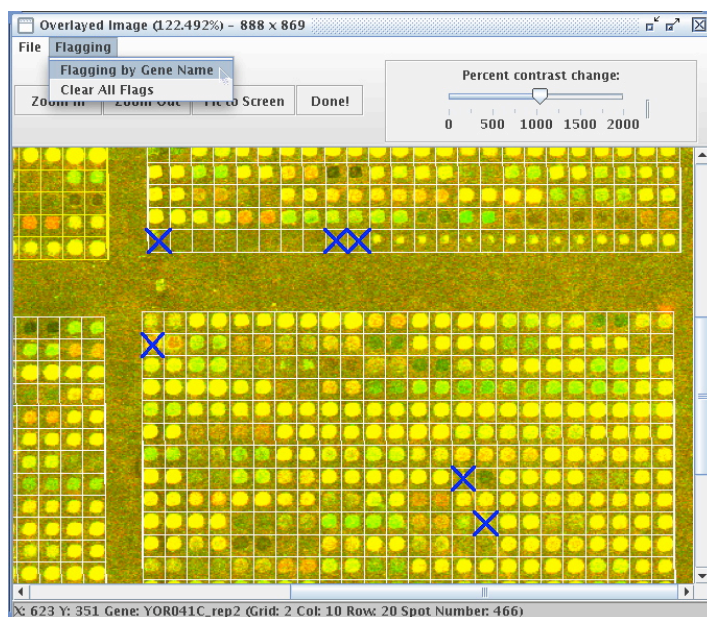 Overlayed Image (122.492%) - 888 x 869
File Flagging
Flagging by Gene Name
Clear All Flags
Zoom In Zoom Out Fit to Screen Done!
Percent contrast change:
0 500 1000 1500 2000
X: 623 Y: 351 Gene: YOR041C_rep2 (Grid: 2 Col: 10 Row: 20 Spot Number: 466)